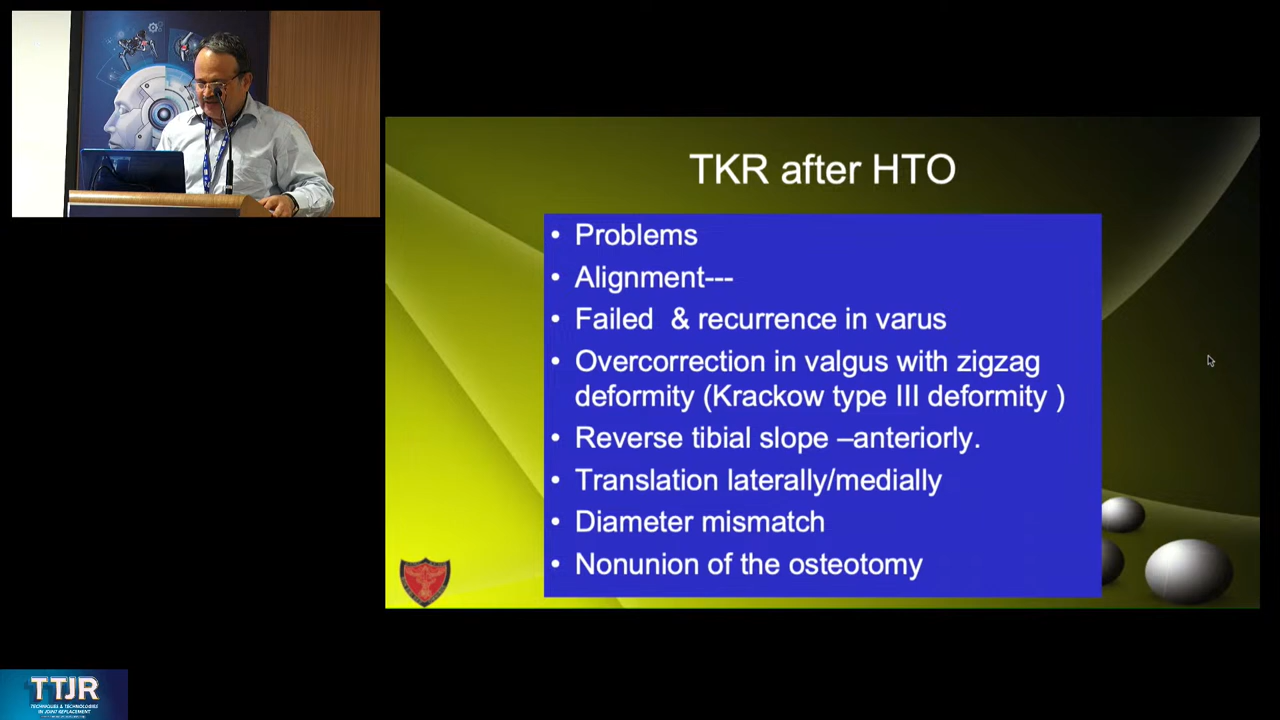 TKR after HTO
• Problems
• Alignment---
• Failed & recurrence in varus
• Overcorrection in valgus with zigzag
deformity (Krackow type III deformity )
• Reverse tibial slope –anteriorly.
• Translation laterally/medially
• Diameter mismatch
• Nonunion of the osteotomy
TTJR
TECHNIQUES & TECHNOLOGIES
IN JOINT REPLACEMENT